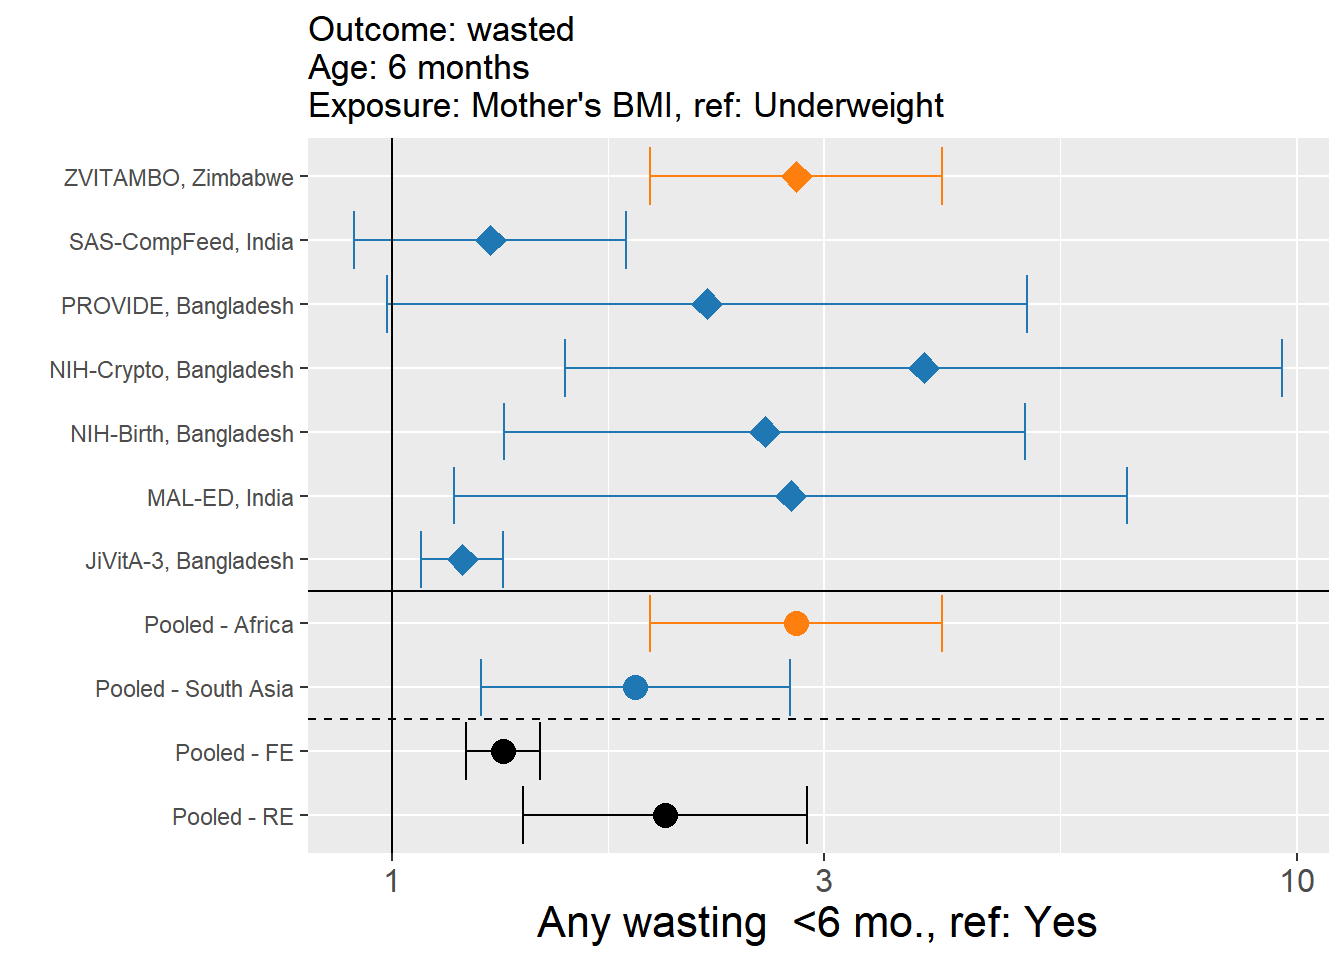 Outcome: wasted
Age: 6 months
Exposure: Mother's BMI, ref: Underweight
ZVITAMBO, Zimbabwe
SAS-CompFeed, India
PROVIDE, Bangladesh
NIH-Crypto, Bangladesh
NIH-Birth, Bangladesh
MAL-ED, India
JiVitA-3, Bangladesh
Pooled - Africa
Pooled - South Asia
Pooled - FE
Pooled - RE
1 3 10
Any wasting  <6 mo., ref: Yes